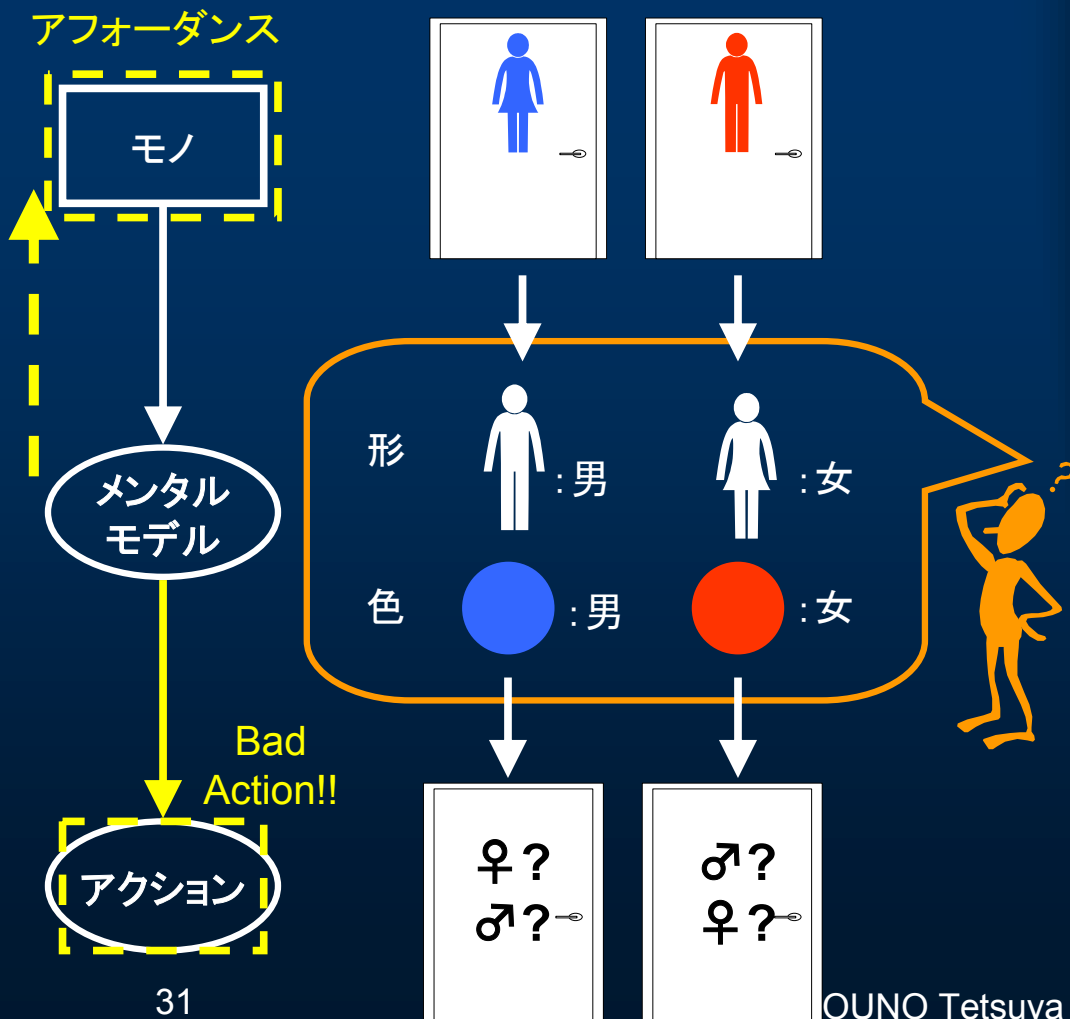 アフォーダンス
モノ
メンタル
モデル
形
:男
:女
色
:男
:女
?
Bad
Action!!
アクション
♀?
♂?
♂?
♀?
31
OUNO Tetsuya